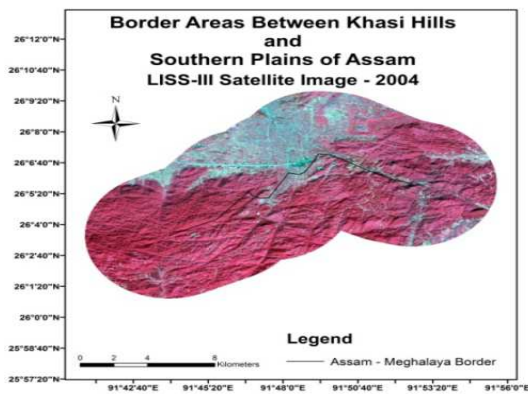 Border Areas Between Khasi Hills
and
Southern Plains of Assam
LISS-III Satellite Image - 2004
26°12'0"N
26°10'40"N
26°9'20"N
26°8'0"N
26°6'40"N
26°5'20"N
26°4'0"N
26°2'40"N
26°1'20"N
26°0'0"N
25°58'40"N
25°57'20"N
N
Legend
Assam - Meghalaya Border
0 2 4 8
Kilometers
91°42'40"E 91°45'20"E 91°48'0"E 91°50'40"E 91°53'20"E 91°56'0"E